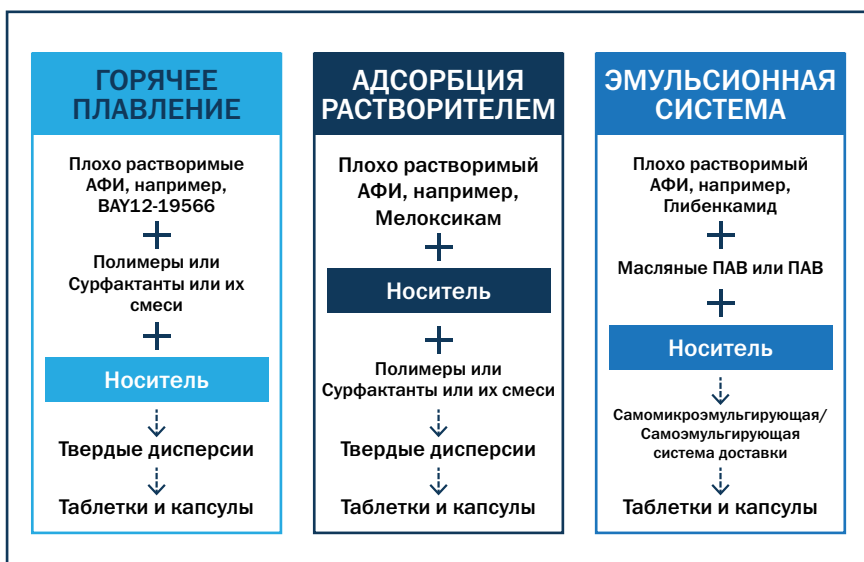 ГОРЯЧЕЕ
ПЛАВЛЕНИЕ
Плохо растворимые
АФИ, например,
BAY12-19566
+
Полимеры или
Сурфактанты или их
смеси
+
Носитель
Твердые дисперсии
Таблетки и капсулы
АДСОРБЦИЯ
РАСТВОРИТЕЛЕМ
Плохо растворимый
АФИ, например,
Мелоксикам
+
Носитель
+
Полимеры или
Сурфактанты или их смеси
Твердые дисперсии
Таблетки и капсулы
ЭМУЛЬСИОННАЯ
СИСТЕМА
Плохо растворимый
АФИ, например,
Глибенкамид
+
Масляные ПАВ или ПАВ
+
Носитель
Самомикроэмульгирующая/
Самоэмульгирующая
система доставки
Таблетки и капсулы